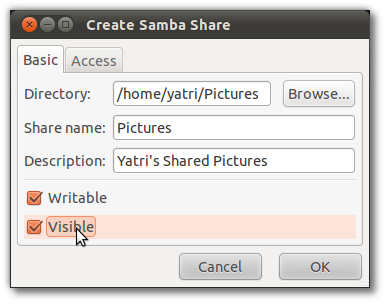 Create Samba Share
Basic Access
Directory: /home/yatri/Pictures Browse...
Share name: Pictures
Description: Yatri's Shared Pictures
Writable
Visible
Cancel OK